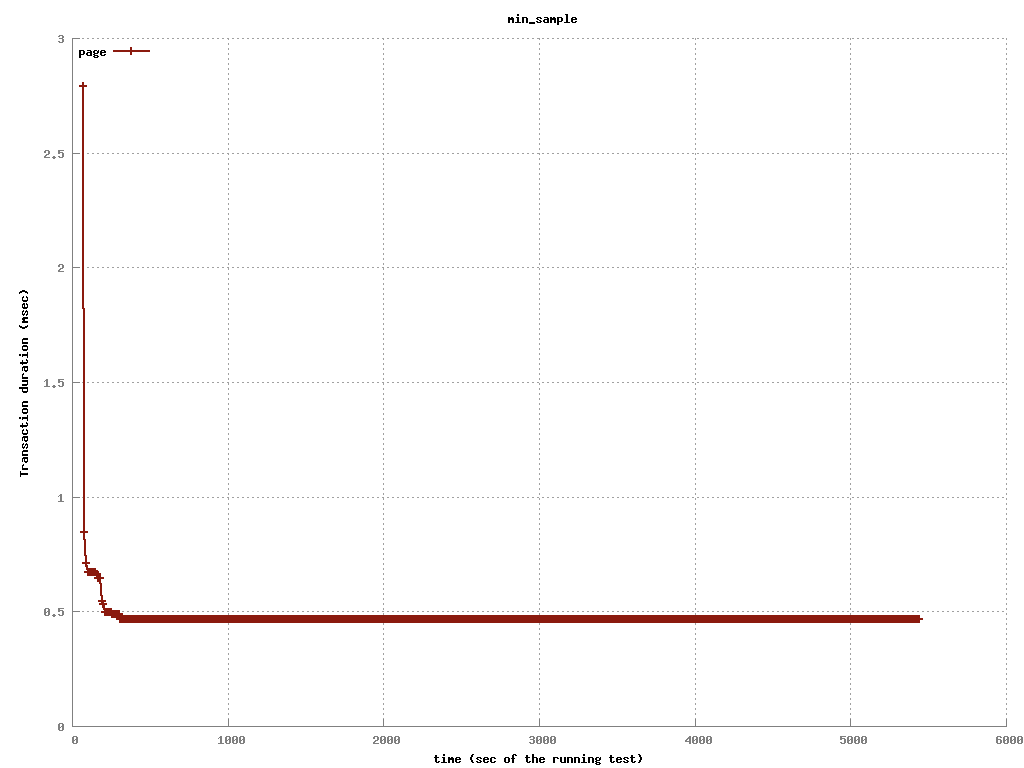 min_sample
page
3
2.5
2
1.5
1
0.5
0
0 1000 2000 3000 4000 5000 6000
Transaction duration (msec)
time (sec of the running test)